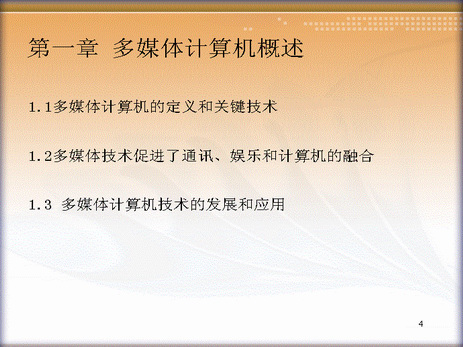 第一章 多媒体计算机概述
1.1多媒体计算机的定义和关键技术
1.2多媒体技术促进了通讯、娱乐和计算机的融合
1.3 多媒体计算机技术的发展和应用
4